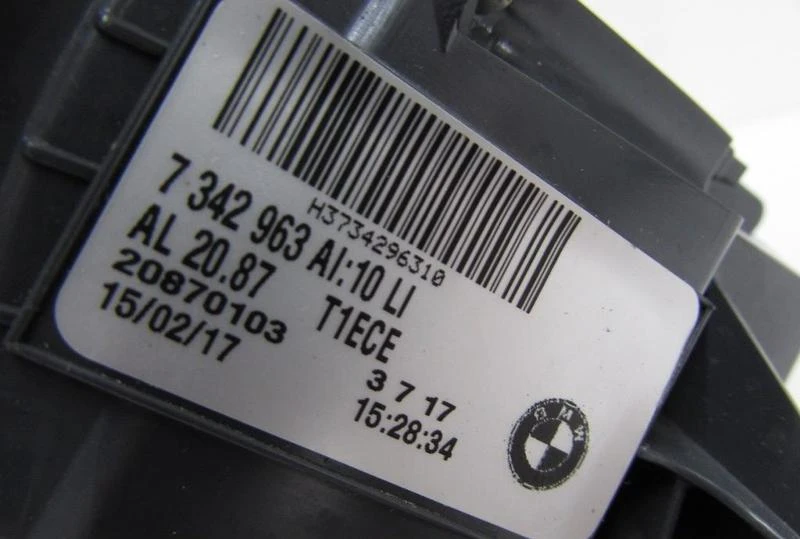 H3734296310
7 342 963 AI:10 LI
AL 20.87 T1ECE
20870103
15/02/17
3 7 17
15:28:34
BMW